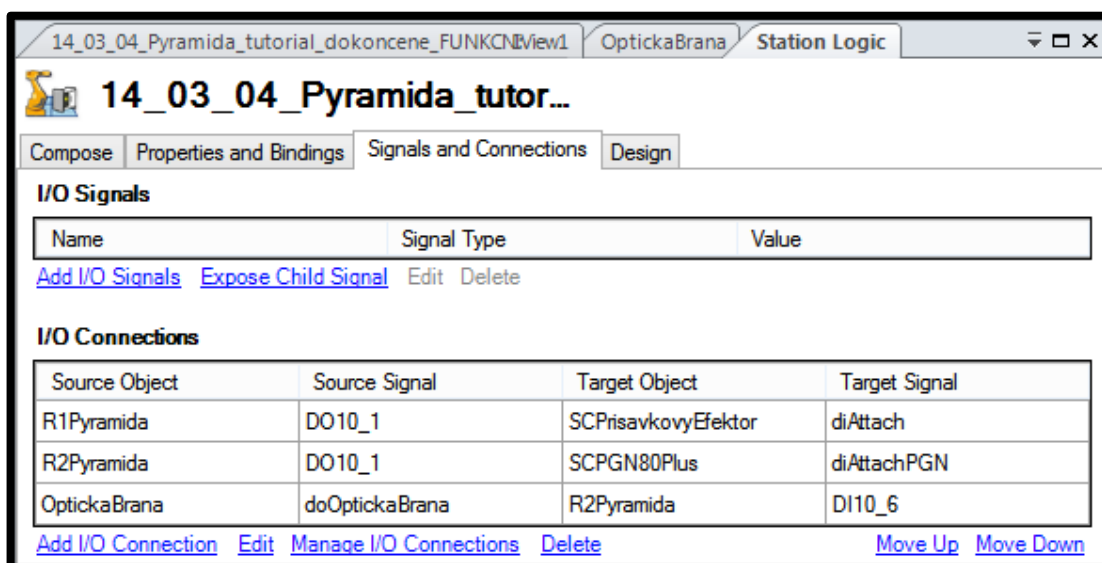 14_03_04_Pyramida_tutorial_dokoncene_FUNKCNI:View1 OptickaBrana Station Logic
14_03_04_Pyramida_tutor...
Compose Properties and Bindings Signals and Connections Design
I/O Signals
Name Signal Type Value
Add I/O Signals Expose Child Signal Edit Delete
I/O Connections
Source Object Source Signal Target Object Target Signal
R1Pyramida DO10_1 SCPrisavkovyEfektor diAttach
R2Pyramida DO10_1 SCPGN80Plus diAttachPGN
OptickaBrana doOptickaBrana R2Pyramida DI10_6
Add I/O Connection Edit Manage I/O Connections Delete Move Up Move Down